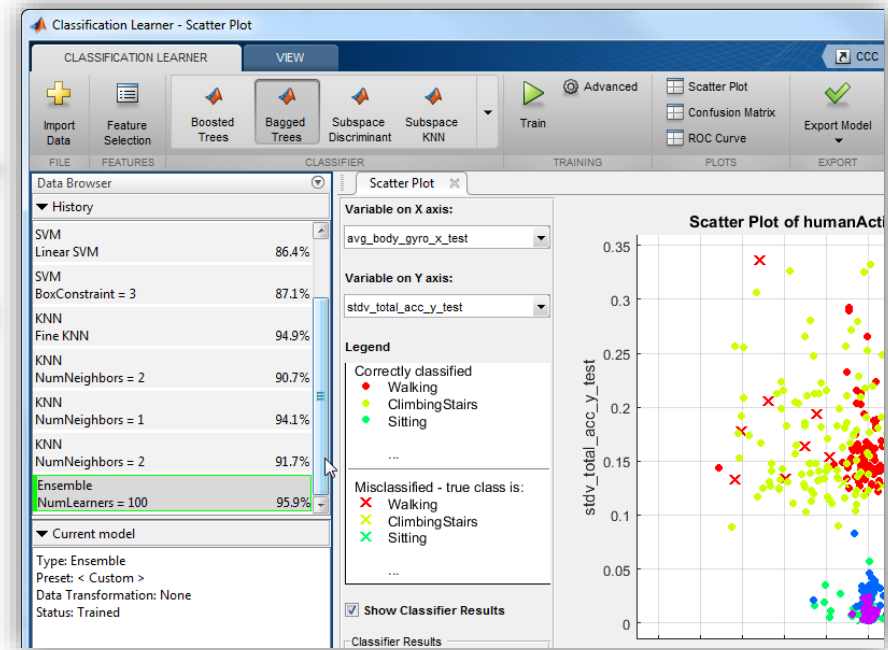 Classification Learner - Scatter Plot
CLASSIFICATION LEARNER
VIEW
CCC
Import
Data
Feature
Selection
Boosted
Trees
Bagged
Trees
Subspace
Discriminant
Subspace
KNN
Train
Advanced
Scatter Plot
Confusion Matrix
ROC Curve
Export Model
FILE
FEATURES
CLASSIFIER
TRAINING
PLOTS
EXPORT
Data Browser
History
SVM
Linear SVM 86.4%
SVM
BoxConstraint = 3 87.1%
KNN
Fine KNN 94.9%
KNN
NumNeighbors = 2 90.7%
KNN
NumNeighbors = 1 94.1%
KNN
NumNeighbors = 2 91.7%
Ensemble
NumLearners = 100 95.9%
Current model
Type: Ensemble
Preset: < Custom >
Data Transformation: None
Status: Trained
Scatter Plot
Variable on X axis:
avg_body_gyro_x_test
Variable on Y axis:
stdv_total_acc_y_test
Legend
Correctly classified
Walking
ClimbingStairs
Sitting
...
Misclassified - true class is:
Walking
ClimbingStairs
Sitting
...
Show Classifier Results
Classifier Results
Scatter Plot of humanActi
0.35
0.3
0.25
0.2
0.15
0.1
0.05
0
stdv_total_acc_y_test